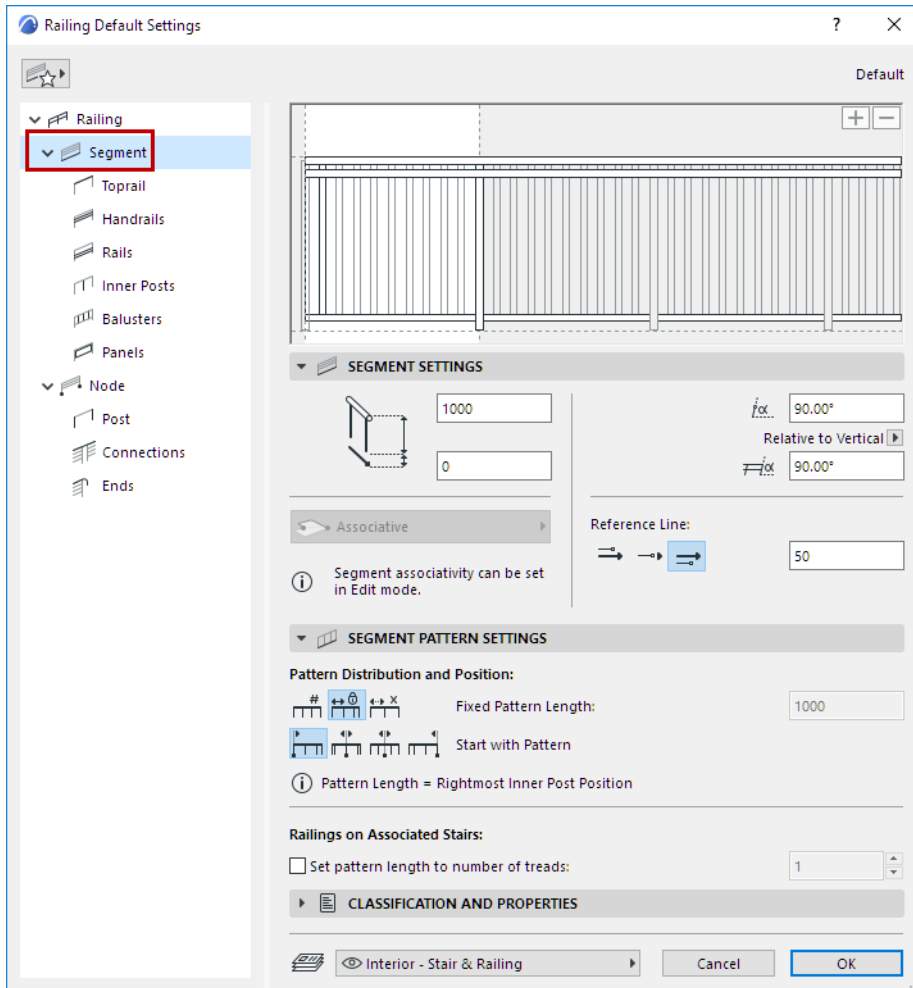 Railing Default Settings
?
Default
Railing
Segment
Toprail
Handrails
Rails
Inner Posts
Balusters
Panels
Node
Post
Connections
Ends
SEGMENT SETTINGS
1000
α 90.00°
Relative to Vertical
0
α 90.00°
Associative
Reference Line:
Segment associativity can be set
in Edit mode.
50
SEGMENT PATTERN SETTINGS
Pattern Distribution and Position:
# x Fixed Pattern Length: 1000
Start with Pattern
Pattern Length = Rightmost Inner Post Position
Railings on Associated Stairs:
Set pattern length to number of treads: 1
CLASSIFICATION AND PROPERTIES
Interior - Stair & Railing
Cancel
OK